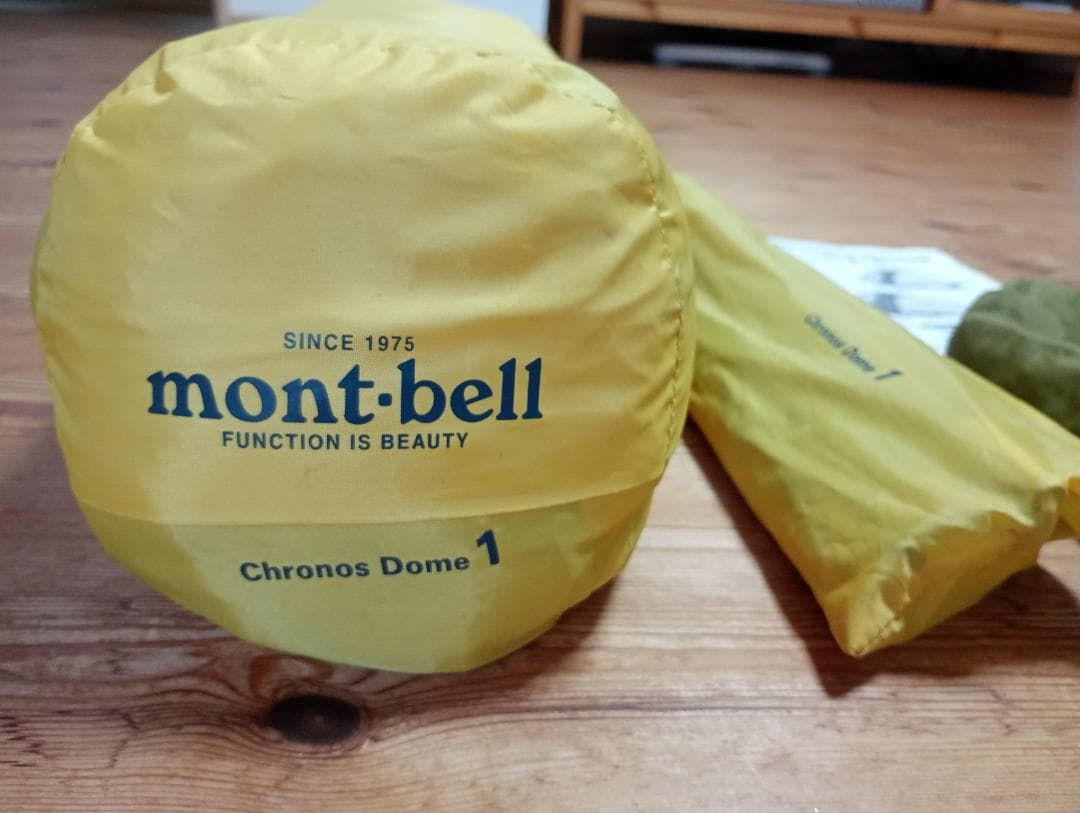 SINCE 1975
mont·bell
FUNCTION IS BEAUTY
Chronos Dome 1
Chronos Dome 1